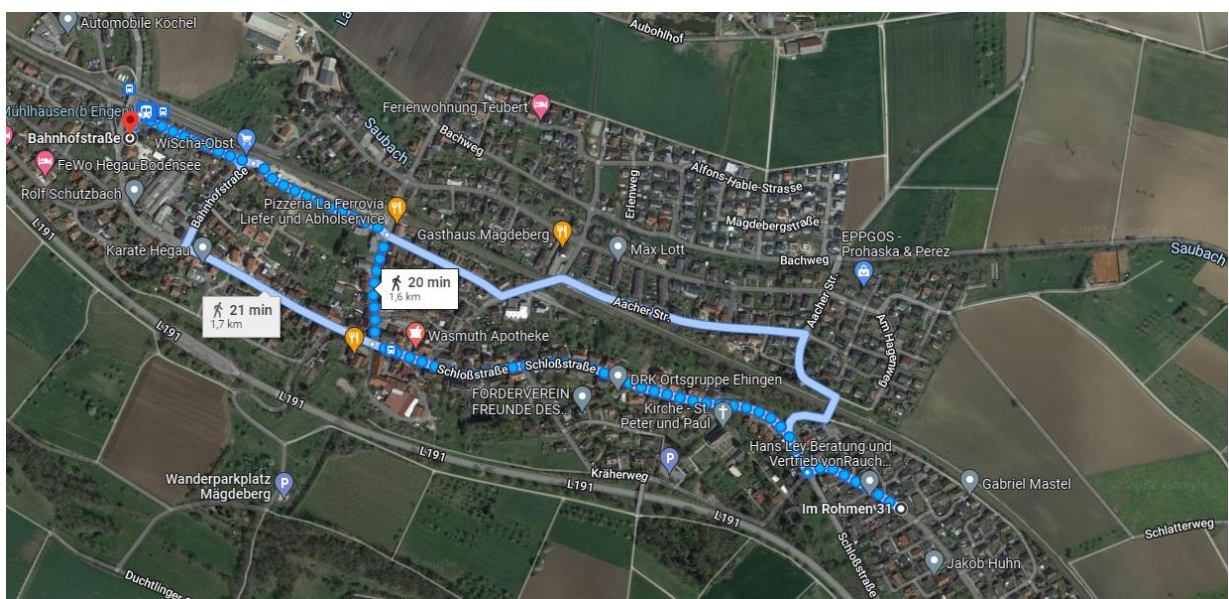 Automobile Köchel
Aubohlhof
Mühlhausen(b Engen)
Bahnhofstraße
WiScha-Obst
Saubach
Ferienwohnung Teubert
Bachweg
FeWo Hegau-Bodensee
Rolf Schutzbach
Bahnhofstraße
Alfons-Hable-Strasse
Erlenweg
Mägdebergstraße
Pizzeria La Ferrovia
Liefer und Abholservice
Gasthaus Magdeberg
Max Lott
Bachweg
EPPGOS -
Prohaska & Perez
Saubach
L191
Karate Hegau
20 min
1,6 km
21 min
1,7 km
Aacher Str.
Aacher Str.
Am Hagenweg
Wasmuth Apotheke
Schloßstraße
Schloßstraße
DRK Ortsgruppe Ehingen
L191
FÖRDERVEREIN
FREUNDE DES...
Kirche - St.
Peter und Paul
Hans Ley Beratung und
Vertrieb vonRauch...
L191
Wanderparkplatz
Mägdeberg
Kräherweg
L191
L191
Gabriel Mastel
Im Rohmen 31
Schloßstraße
Schlatterweg
Jakob Huhn
Duchtlinger